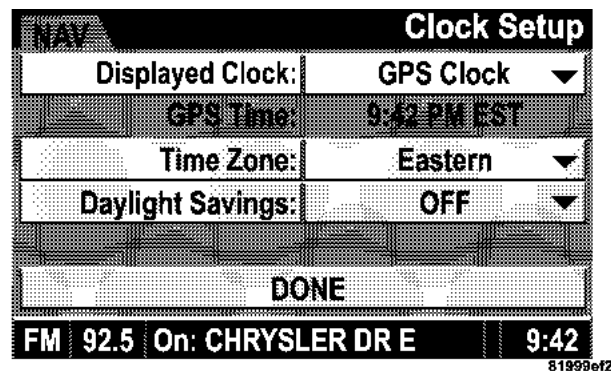 NAV Clock Setup
Displayed Clock: GPS Clock
GPS Time: 9:42 PM EST
Time Zone: Eastern
Daylight Savings: OFF
DONE
FM 92.5 On: CHRYSLER DR E 9:42
81999ef2